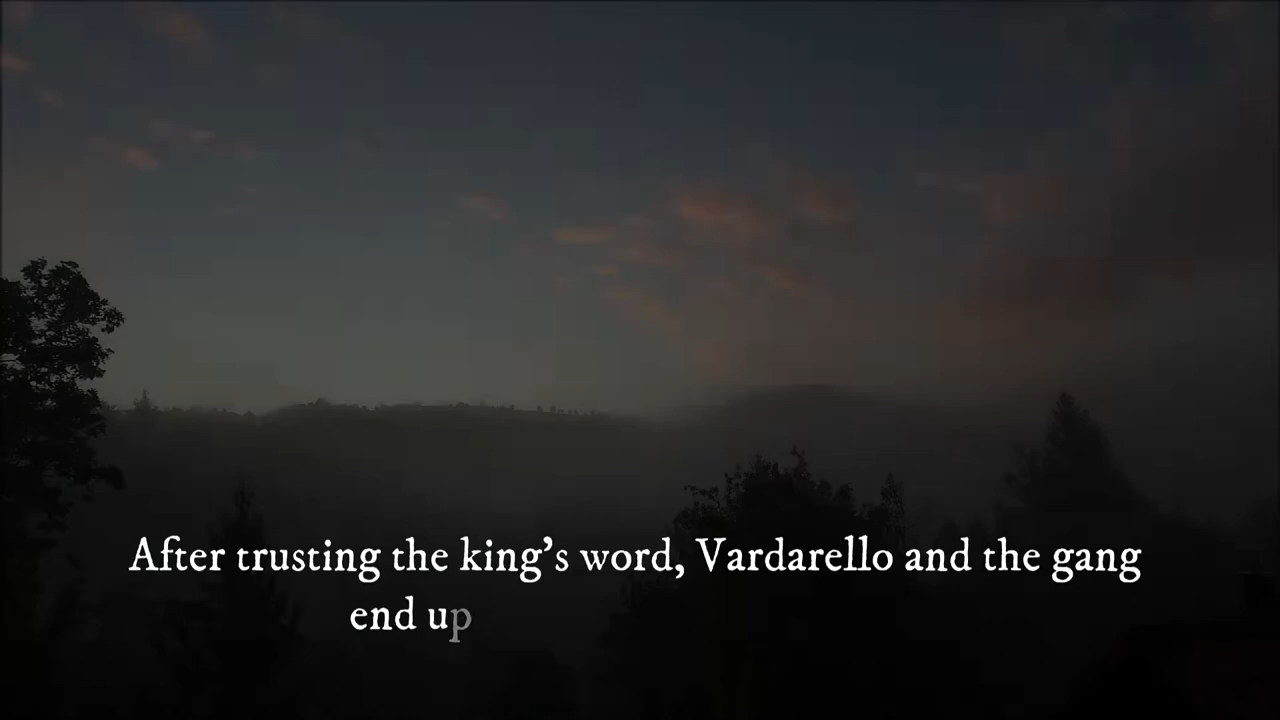 After trusting the king's word, Vardarello and the gang
end up